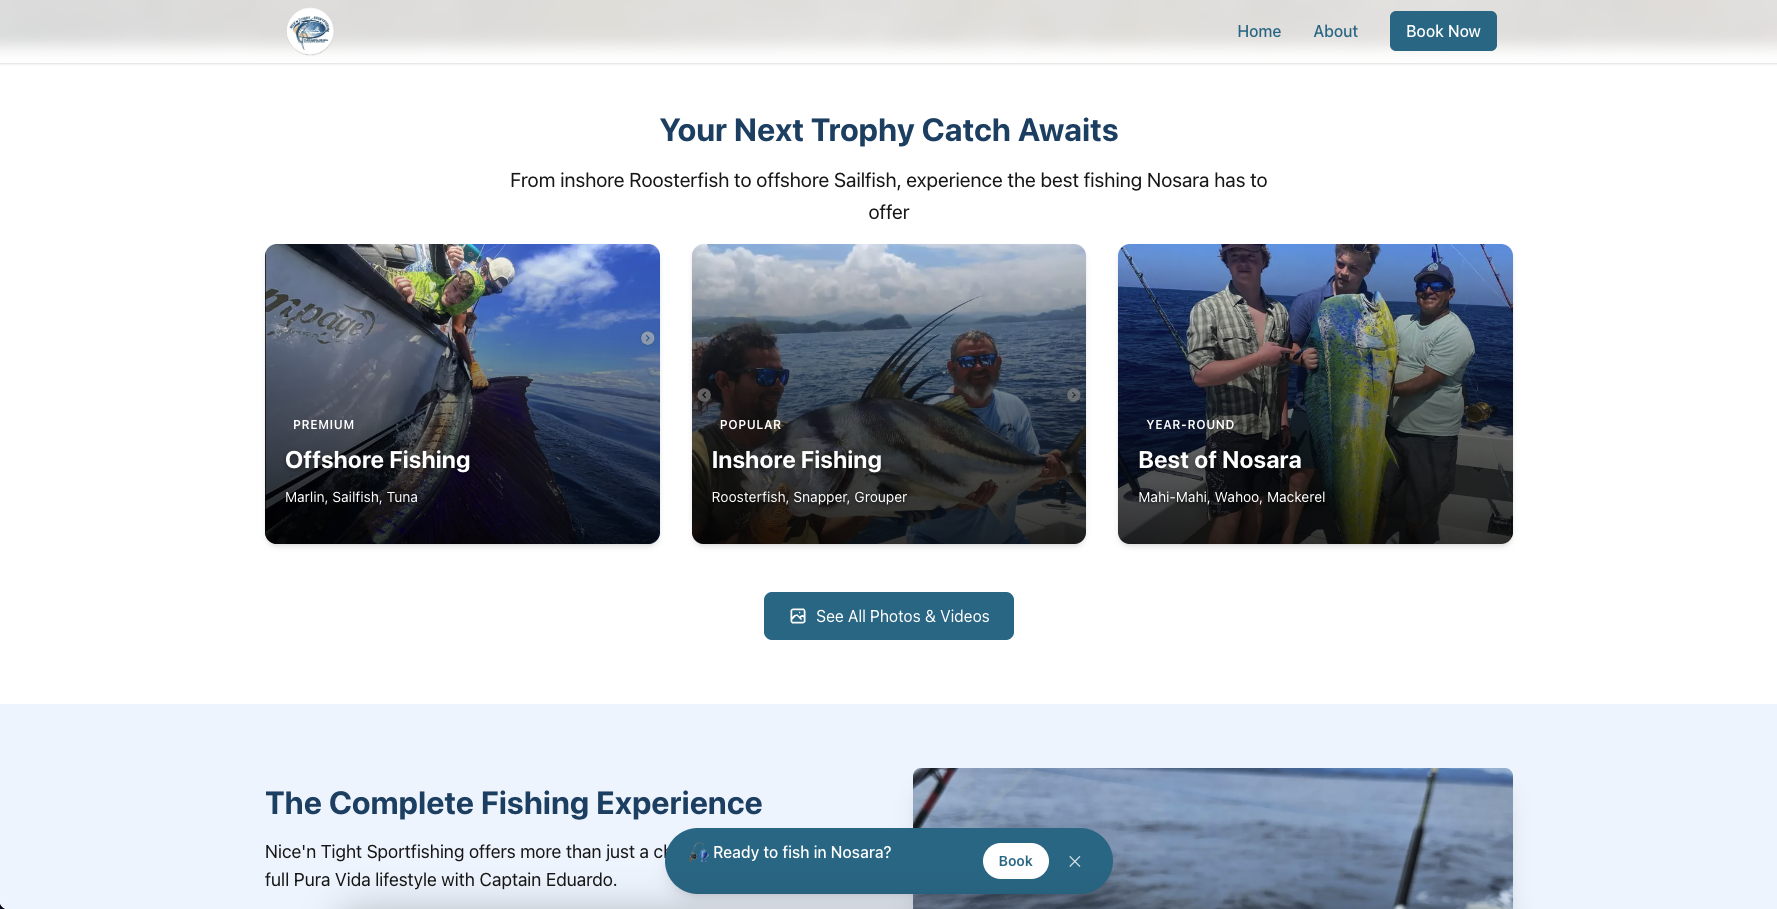 Home
About
Book Now
Your Next Trophy Catch Awaits
From inshore Roosterfish to offshore Sailfish, experience the best fishing Nosara has to
offer
PREMIUM
Offshore Fishing
Marlin, Sailfish, Tuna
POPULAR
Inshore Fishing
Roosterfish, Snapper, Grouper
YEAR-ROUND
Best of Nosara
Mahi-Mahi, Wahoo, Mackerel
See All Photos & Videos
The Complete Fishing Experience
Nice'n Tight Sportfishing offers more than just a
full Pura Vida lifestyle with Captain Eduardo.
Ready to fish in Nosara?
Book